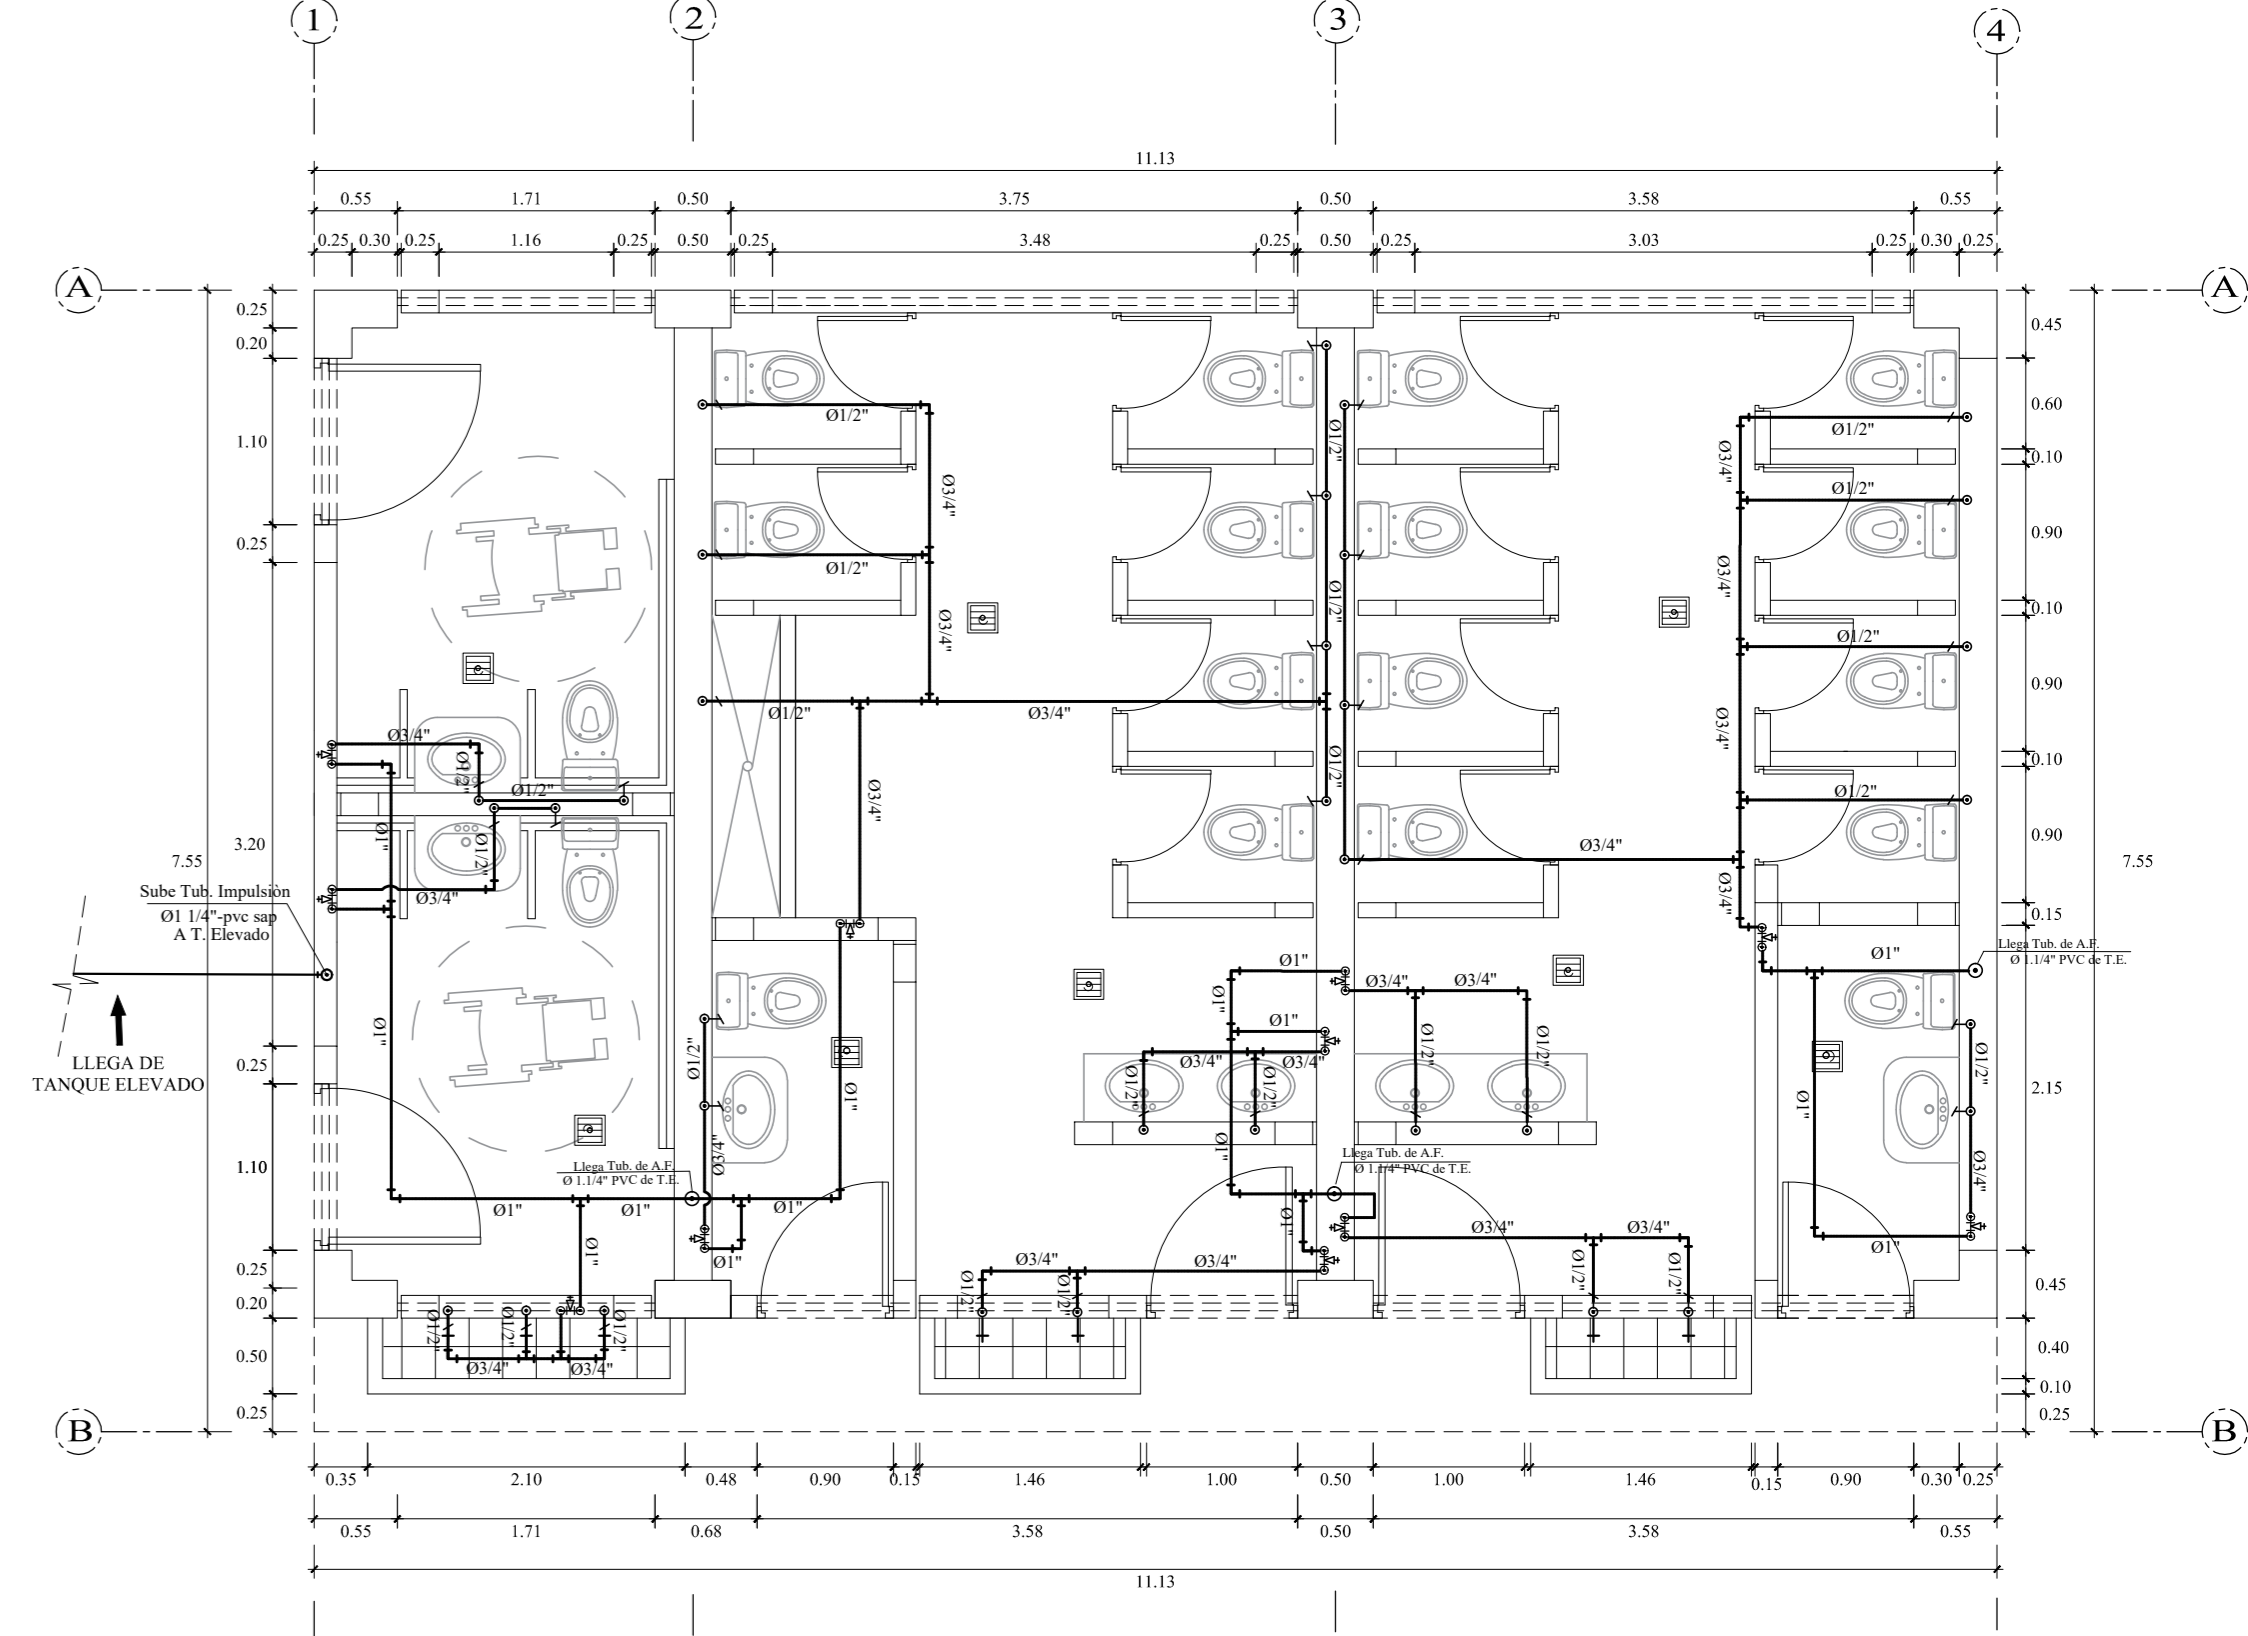 1
2
3
4
11.13
0.55
1.71
0.50
3.75
0.50
3.58
0.55
0.25
0.30
0.25
1.16
0.25
0.50
0.25
3.48
0.25
0.50
0.25
3.03
0.25
0.30
0.25
A
A
0.25
0.20
1.10
0.25
3.20
7.55
0.25
1.10
0.25
0.20
0.50
0.25
0.45
0.60
0.10
0.90
0.10
0.90
0.10
0.90
0.15
7.55
2.15
0.45
0.40
0.10
0.25
Ø1/2"
Ø3/4"
Ø1/2"
Ø3/4"
Ø1/2"
Ø3/4"
Ø3/4"
Ø1/2"
Ø1/2"
Ø1/2"
Ø1/2"
Ø3/4"
Ø1/2"
Ø3/4"
Ø1/2"
Ø3/4"
Ø1/2"
Ø3/4"
Ø3/4"
Ø3/4"
Ø1/2"
Ø1/2"
Ø1"
Ø1/2"
Ø3/4"
Ø1"
Sube Tub. Impulsiòn
Ø1 1/4"-pvc sap
A T. Elevado
LLEGA DE
TANQUE ELEVADO
Llega Tub. de A.F.
Ø 1.1/4" PVC de T.E.
Ø1"
Ø1"
Ø1/2"
Ø3/4"
Ø1"
Ø1"
Ø1"
Ø3/4"
Ø3/4"
Ø1/2"
Ø1/2"
Ø3/4"
Ø3/4"
Ø1/2"
Ø1/2"
Ø1"
Ø1/2"
Ø3/4"
Ø1"
Llega Tub. de A.F.
Ø 1.1/4" PVC de T.E.
Llega Tub. de A.F.
Ø 1.1/4" PVC de T.E.
Ø1"
Ø1"
Ø1"
Ø1"
Ø1"
Ø1"
Ø1"
Ø3/4"
Ø3/4"
Ø3/4"
Ø3/4"
Ø1/2"
Ø1/2"
Ø1/2"
Ø1/2"
Ø1/2"
Ø1/2"
Ø1/2"
Ø3/4"
Ø3/4"
B
B
0.35
2.10
0.48
0.90
0.15
1.46
1.00
0.50
1.00
1.46
0.15
0.90
0.30
0.25
0.55
1.71
0.68
3.58
0.50
3.58
0.55
11.13